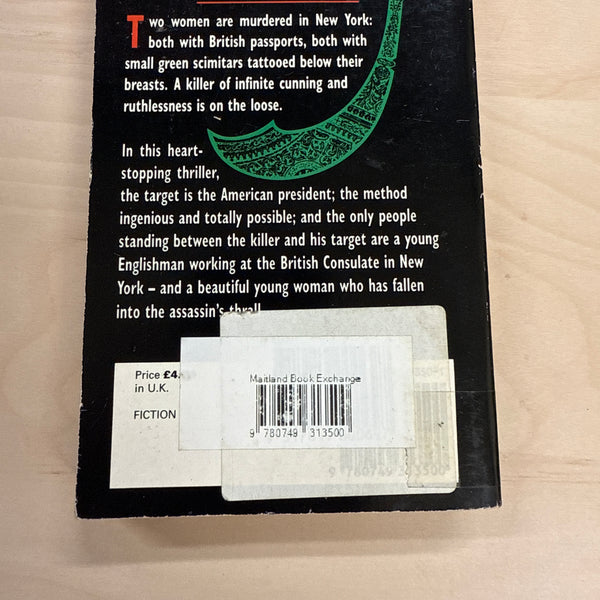 Two women are murdered in New York:
both with British passports, both with
small green scimitars tattooed below their
breasts. A killer of infinite cunning and
ruthlessness is on the loose.
In this heart-
stopping thriller,
the target is the American president; the method
ingenious and totally possible; and the only people
standing between the killer and his target are a young
Englishman working at the British Consulate in New
York – and a beautiful young woman who has fallen
into the assassin's thrall
Price £4.
in U.K.
FICTION
Maitland Book Exchange
9 780749 313500
9 780749 313500